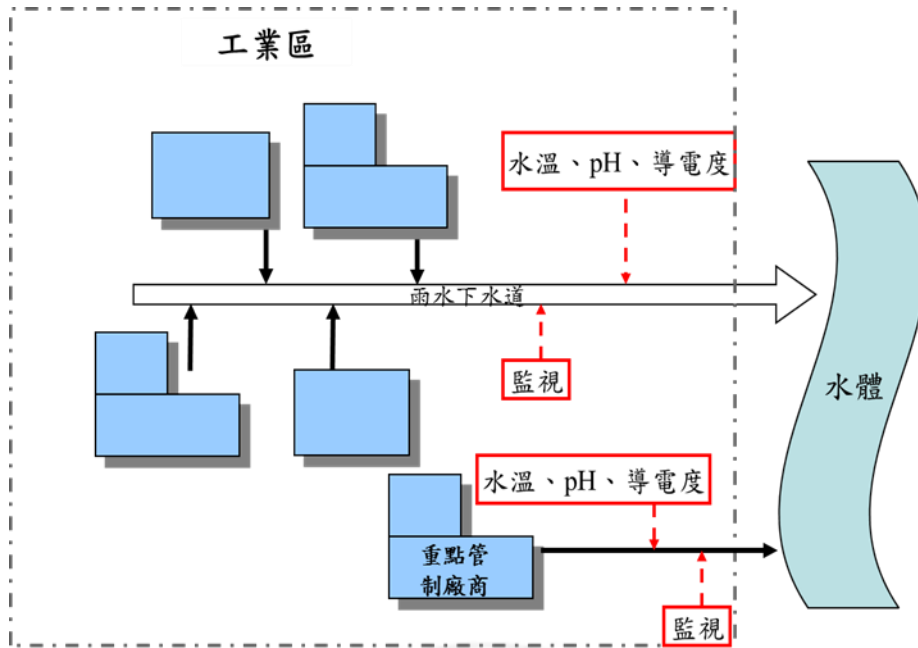 工業區
水溫、pH、導電度
雨水下水道
監視
水體
水溫、pH、導電度
重點管
制廠商
監視